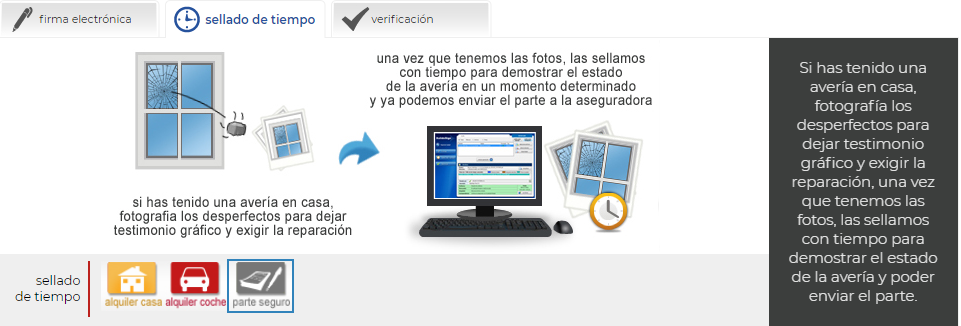 firma electrónica
sellado de tiempo
verificación
una vez que tenemos las fotos, las sellamos
con tiempo para demostrar el estado
de la avería en un momento determinado
y ya podemos enviar el parte a la aseguradora
si has tenido una avería en casa,
fotografia los desperfectos para dejar
testimonio gráfico y exigir la reparación
sellado
de tiempo
alquiler casa
alquiler coche
parte seguro
Si has tenido una
avería en casa,
fotografía los
desperfectos para
dejar testimonio
gráfico y exigir la
reparación, una vez
que tenemos las
fotos, las sellamos
con tiempo para
demostrar el estado
de la avería y poder
enviar el parte.